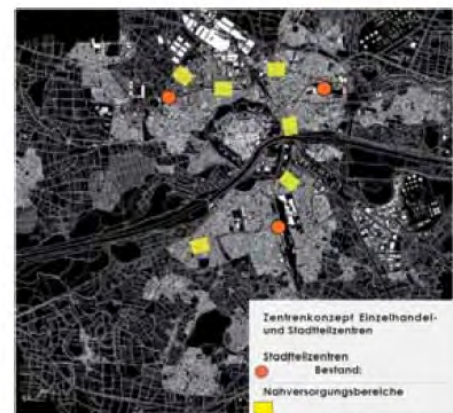 Zentrenkonzept Einzelhandel-
und Stadtteilzentren
Stadtteilzentren
Bestand:
Nahversorgungsbereiche